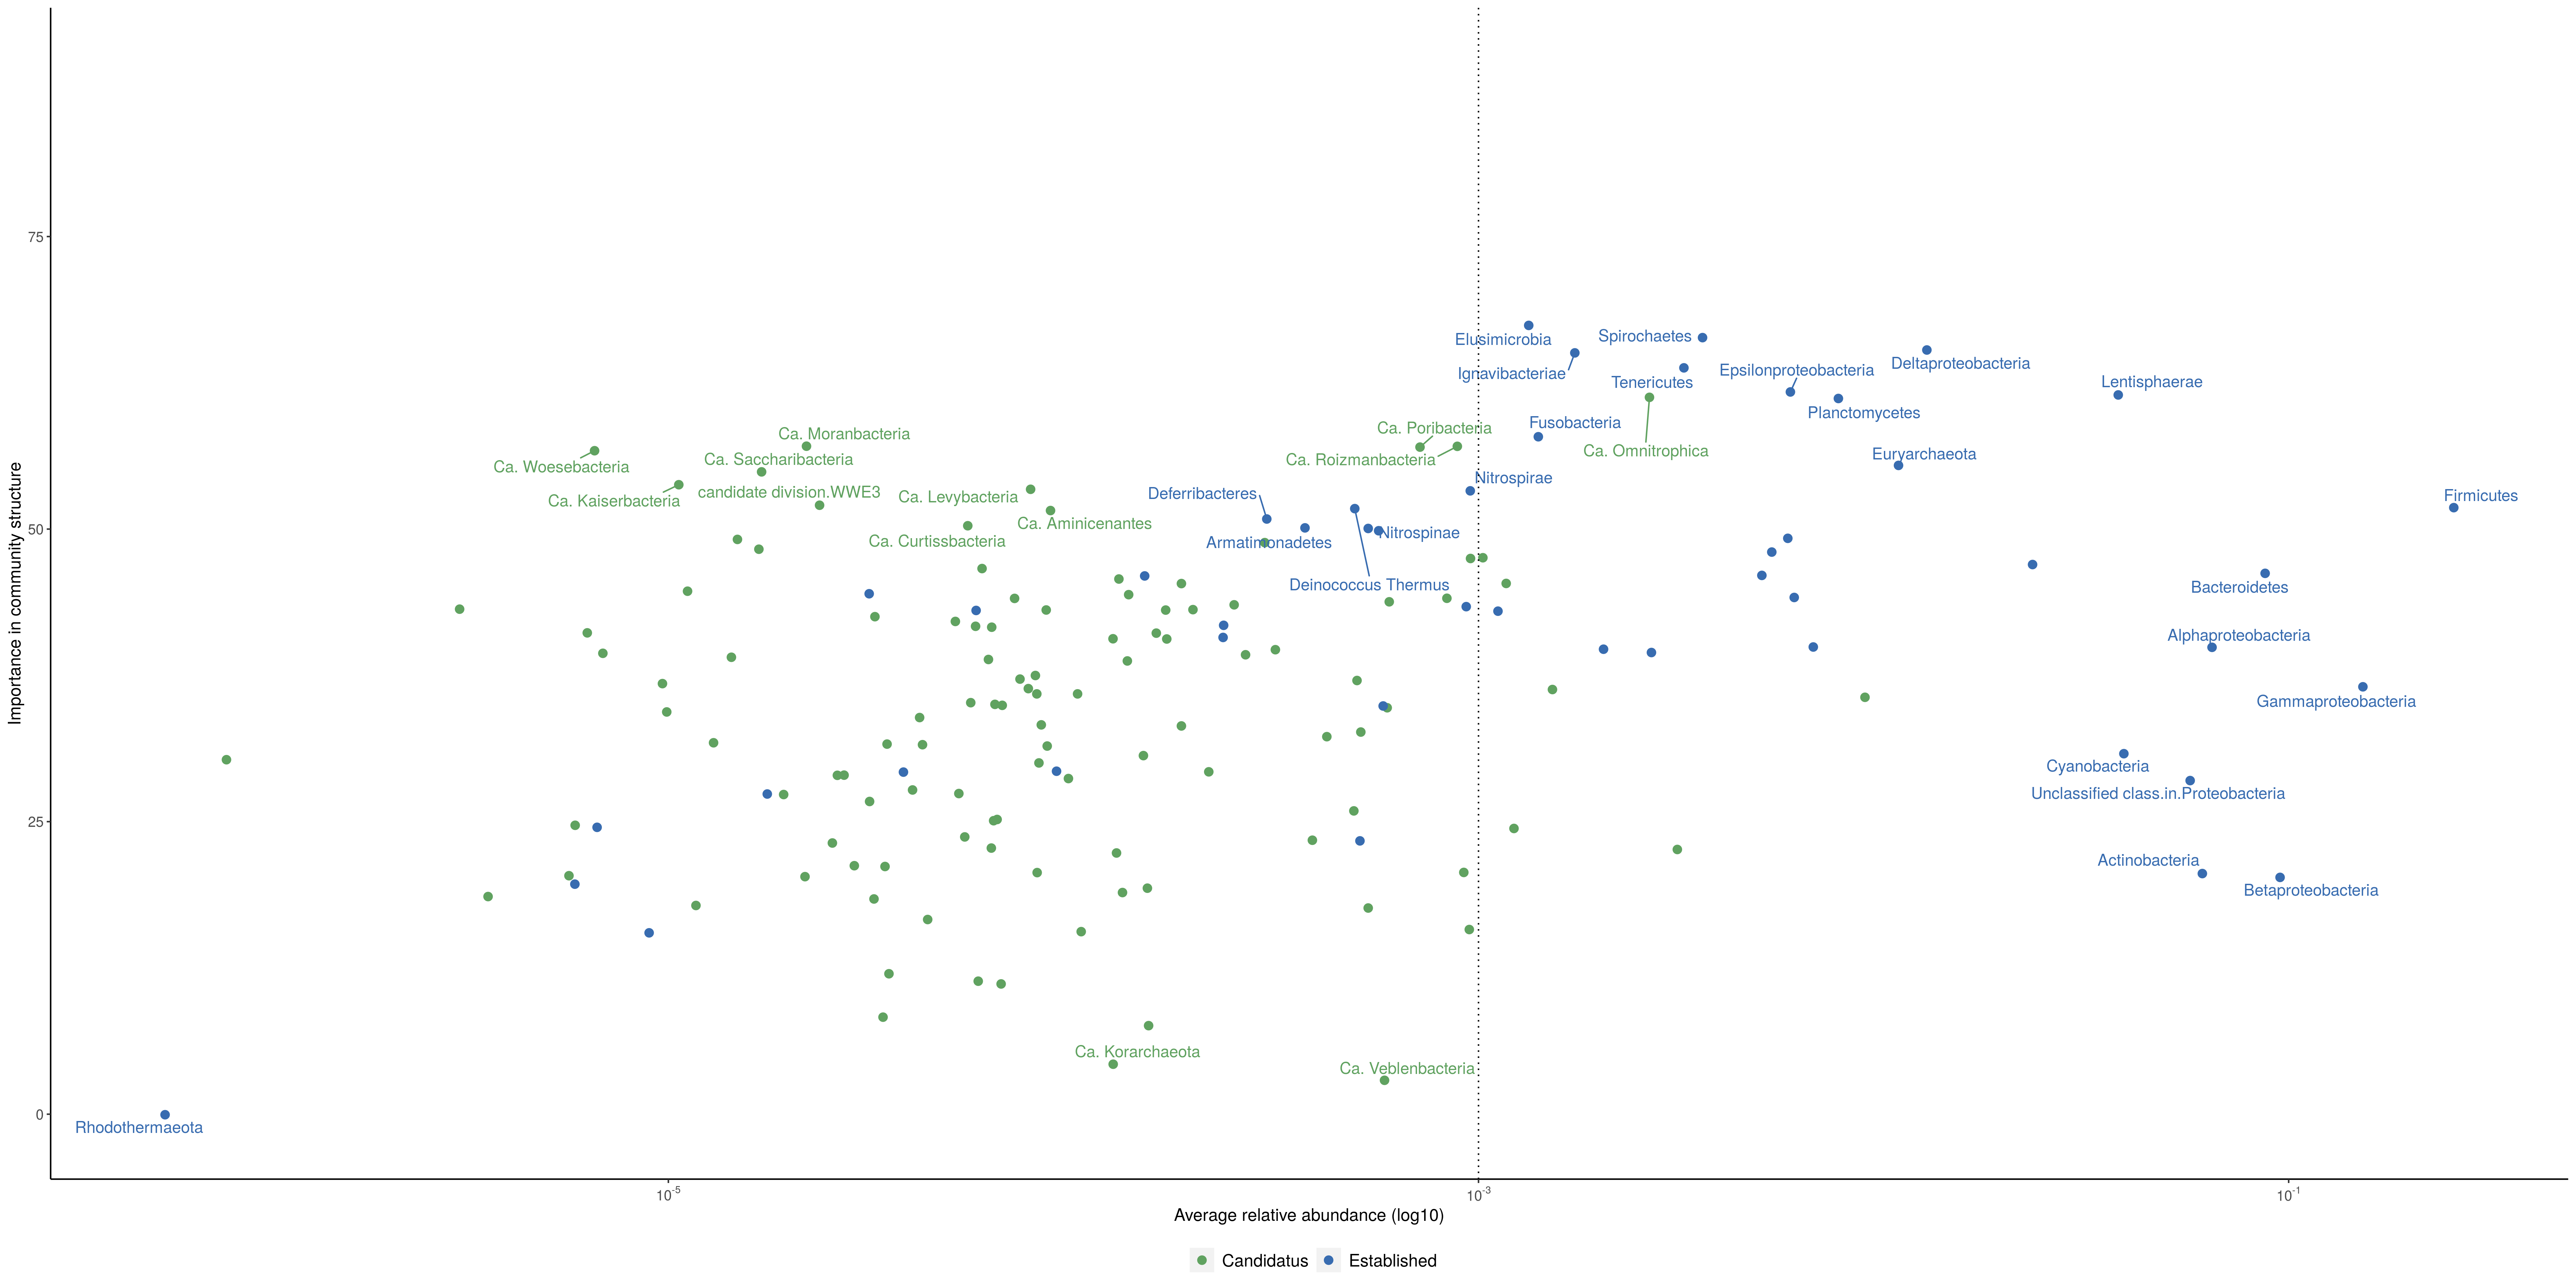 75
Elusimicrobia
Spirochaetes
Ignavibacteriae
Tenericutes
Epsilonproteobacteria
Deltaproteobacteria
Lentisphaerae
Planctomycetes
Fusobacteria
Ca. Poribacteria
Ca. Moranbacteria
Ca. Omnitrophica
Euryarchaeota
Ca. Woesebacteria
Ca. Saccharibacteria
Ca. Roizmanbacteria
Nitrospirae
Ca. Kaiserbacteria
candidate division.WWE3
Ca. Levybacteria
Deferribacteres
Firmicutes
50
Ca. Aminicenantes
Ca. Curtissbacteria
Armatimonadetes
Nitrospinae
Deinococcus Thermus
Bacteroidetes
Alphaproteobacteria
Gammaproteobacteria
Importance in community structure
Cyanobacteria
Unclassified class.in.Proteobacteria
25
Actinobacteria
Betaproteobacteria
Ca. Korarchaeota
Ca. Veblenbacteria
0
Rhodothermaeota
10-5
10-3
10-1
Average relative abundance (log10)
Candidatus
Established